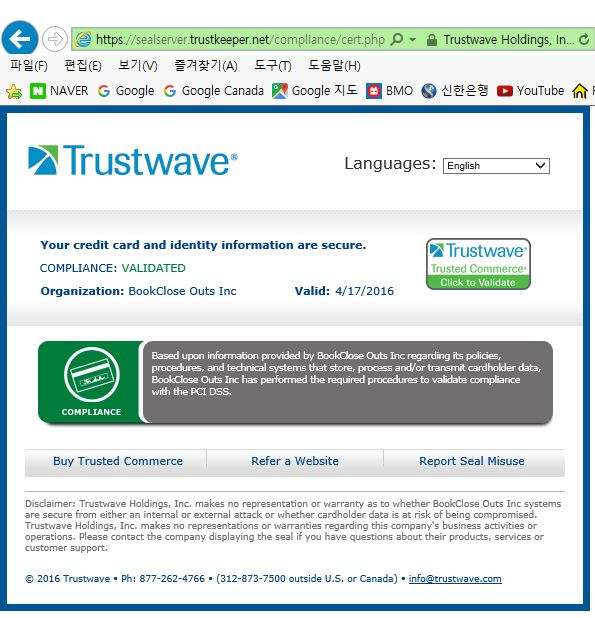 https://sealserver.trustkeeper.net/compliance/cert.php Trustwave Holdings, In...
파일(F) 편집(E) 보기(V) 즐겨찾기(A) 도구(T) 도움말(H)
NAVER Google Google Canada Google 지도 BMO 신한은행 YouTube
Trustwave®
Languages: English
Your credit card and identity information are secure.
COMPLIANCE: VALIDATED
Organization: BookClose Outs Inc Valid: 4/17/2016
Trustwave®
Trusted Commerce®
Click to Validate
COMPLIANCE
Based upon information provided by BookClose Outs Inc regarding its policies,
procedures, and technical systems that store, process and/or transmit cardholder data,
BookClose Outs Inc has performed the required procedures to validate compliance
with the PCI DSS.
Buy Trusted Commerce Refer a Website Report Seal Misuse
Disclaimer: Trustwave Holdings, Inc. makes no representation or warranty as to whether BookClose Outs Inc systems
are secure from either an internal or external attack or whether cardholder data is at risk of being compromised.
Trustwave Holdings, Inc. makes no representations or warranties regarding this company's business activities or
operations. Please contact the company displaying the seal if you have questions about their products, services or
customer support.
© 2016 Trustwave • Ph: 877-262-4766 • (312-873-7500 outside U.S. or Canada) • info@trustwave.com